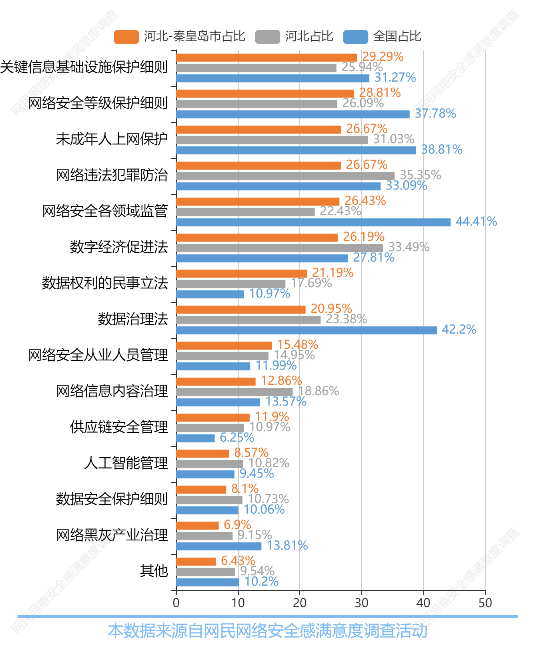 河北-秦皇岛市占比 河北占比 全国占比
关键信息基础设施保护细则 29.29% 25.94% 31.27%
网络安全等级保护细则 28.81% 26.09% 37.78%
未成年人上网保护 26.67% 31.03% 38.81%
网络违法犯罪防治 26.67% 35.35% 33.09%
网络安全各领域监管 26.43% 22.43% 44.41%
数字经济促进法 26.19% 33.49% 27.81%
数据权利的民事立法 21.19% 17.69% 10.97%
数据治理法 20.95% 23.38% 42.2%
网络安全从业人员管理 15.48% 14.95% 11.99%
网络信息内容治理 12.86% 18.86% 13.57%
供应链安全管理 11.9% 10.97% 6.25%
人工智能管理 8.57% 10.82% 9.45%
数据安全保护细则 8.1% 10.73% 10.06%
网络黑灰产业治理 6.9% 9.15% 13.81%
其他 6.43% 9.54% 10.2%
0 10 20 30 40 50
本数据来源自网民网络安全感满意度调查活动